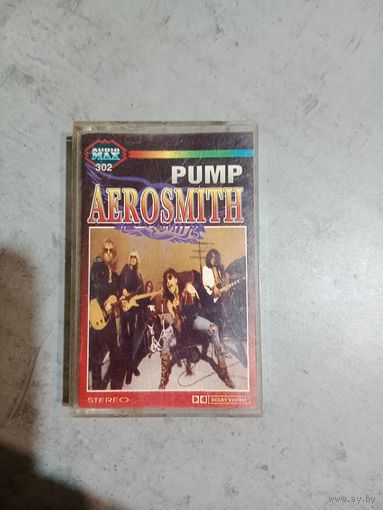 AUDIO
MAX
302
PUMP
AEROSMITH
STEREO
DOLBY SYSTEM
www.ay.by